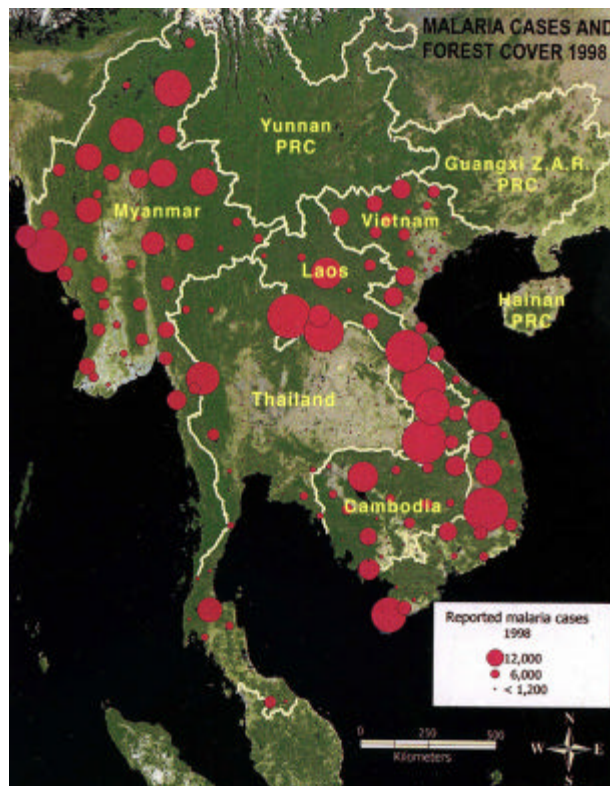 MALARIA CASES AND
FOREST COVER 1998
Yunnan
PRC
Guangxi Z.A.R.
PRC
Myanmar
Vietnam
Laos
Hainan
PRC
Thailand
Cambodia
Reported malaria cases
1998
12,000
6,000
< 1,200
0 250 500
Kilometers
N
W E
S